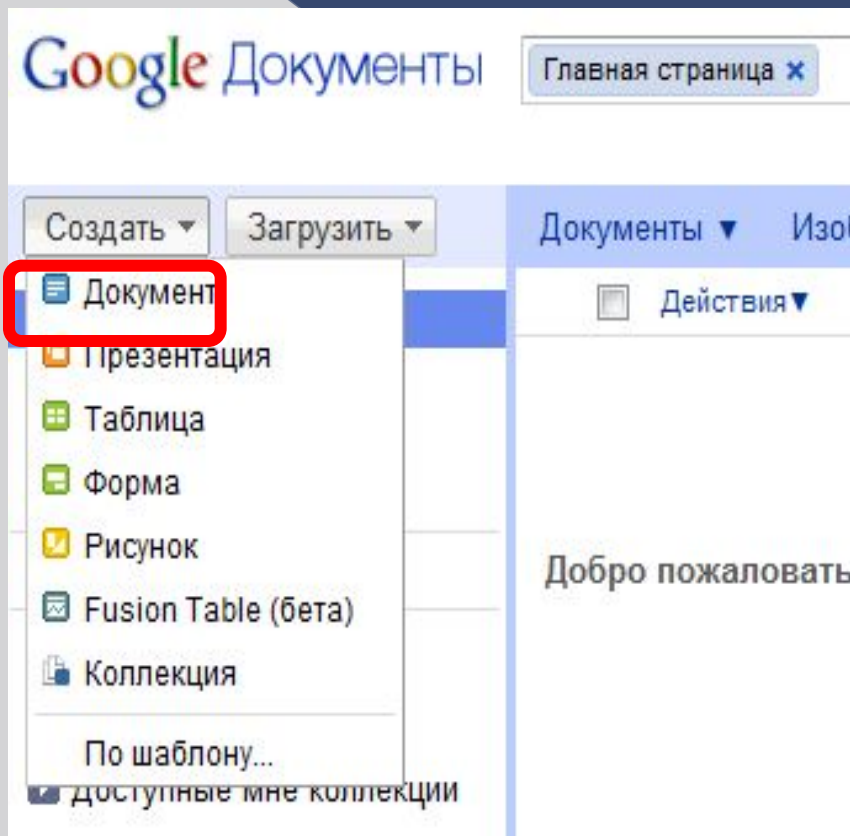 Google Документы
Главная страница ×
Создать ▼ Загрузить ▼
Документы ▼
Действия▼
Документ
Презентация
Таблица
Форма
Рисунок
Fusion Table (бета)
Коллекция
По шаблону...
Доступные мне коллекции
Добро пожаловать